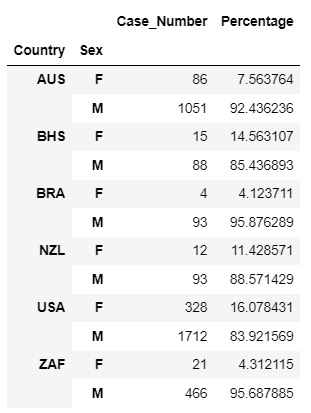 Case_Number Percentage
Country Sex
AUS F 86 7.563764
M 1051 92.436236
BHS F 15 14.563107
M 88 85.436893
BRA F 4 4.123711
M 93 95.876289
NZL F 12 11.428571
M 93 88.571429
USA F 328 16.078431
M 1712 83.921569
ZAF F 21 4.312115
M 466 95.687885